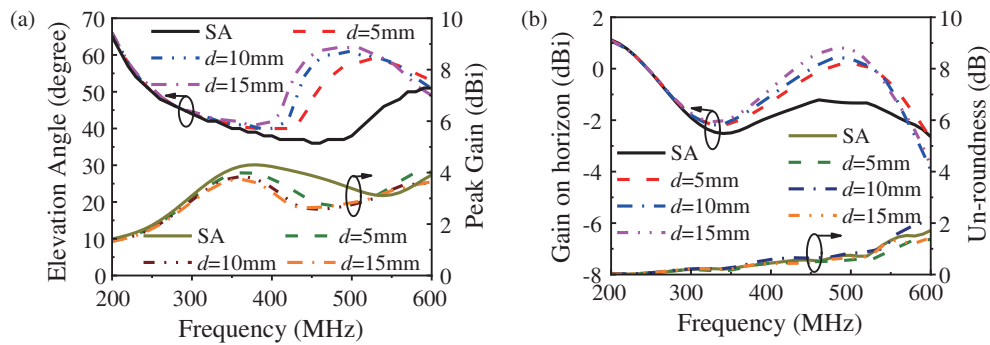 (a)
70
60
50
40
30
20
10
0
Elevation Angle (degree)
SA
d=5mm
d=10mm
d=15mm
SA
d=5mm
d=10mm
d=15mm
10
8
6
4
2
0
Peak Gain (dBi)
200 300 400 500 600
Frequency (MHz)
(b)
2
0
-2
-4
-6
-8
Gain on horizon (dBi)
SA
d=5mm
d=10mm
d=15mm
SA
d=5mm
d=10mm
d=15mm
10
8
6
4
2
0
Un-roundness (dB)
200 300 400 500 600
Frequency (MHz)